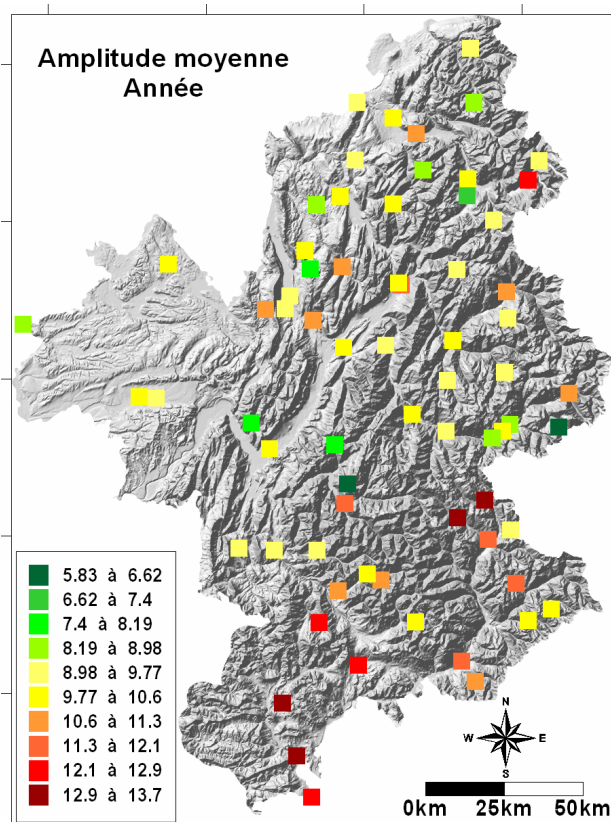 Amplitude moyenne
Année
5.83 à 6.62
6.62 à 7.4
7.4 à 8.19
8.19 à 8.98
8.98 à 9.77
9.77 à 10.6
10.6 à 11.3
11.3 à 12.1
12.1 à 12.9
12.9 à 13.7
N
W E
S
0km 25km 50km